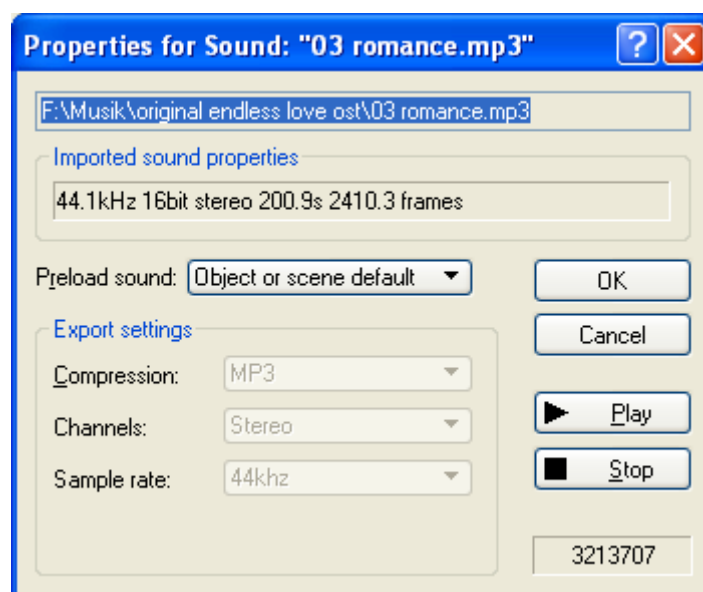 Properties for Sound: "03 romance.mp3"
F:\Musik\original endless love ost\03 romance.mp3
Imported sound properties
44.1kHz 16bit stereo 200.9s 2410.3 frames
Preload sound: Object or scene default
OK
Export settings
Cancel
Compression: MP3
Channels: Stereo
Play
Sample rate: 44khz
Stop
3213707